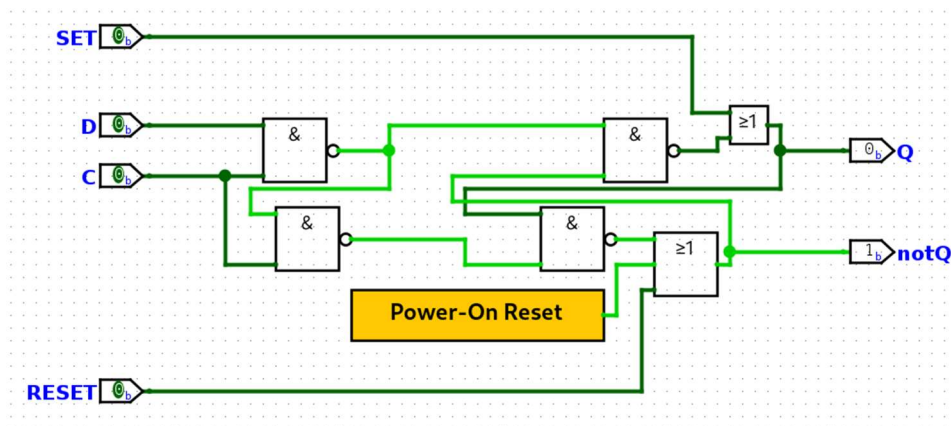 SET 0b
D 0b
& & ≥1
0b Q
C 0b
& & ≥1
1b notQ
Power-On Reset
RESET 0b